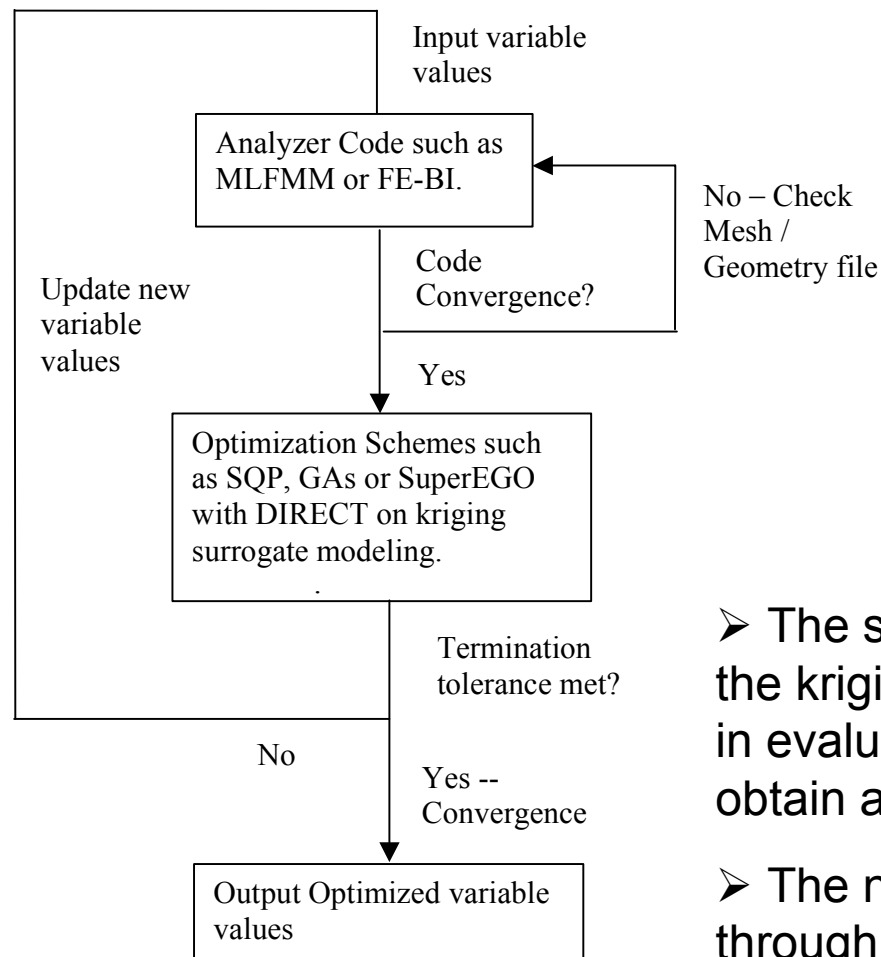 Input variable
values
Analyzer Code such as
MLFMM or FE-BI.
No – Check
Mesh /
Geometry file
Code
Convergence?
Update new
variable
values
Yes
Optimization Schemes such
as SQP, GAs or SuperEGO
with DIRECT on kriging
surrogate modeling.
.
Termination
tolerance met?
No
Yes --
Convergence
Output Optimized variable
values
➢ The s
the krigi
in evalu
obtain a
➢ The n
through